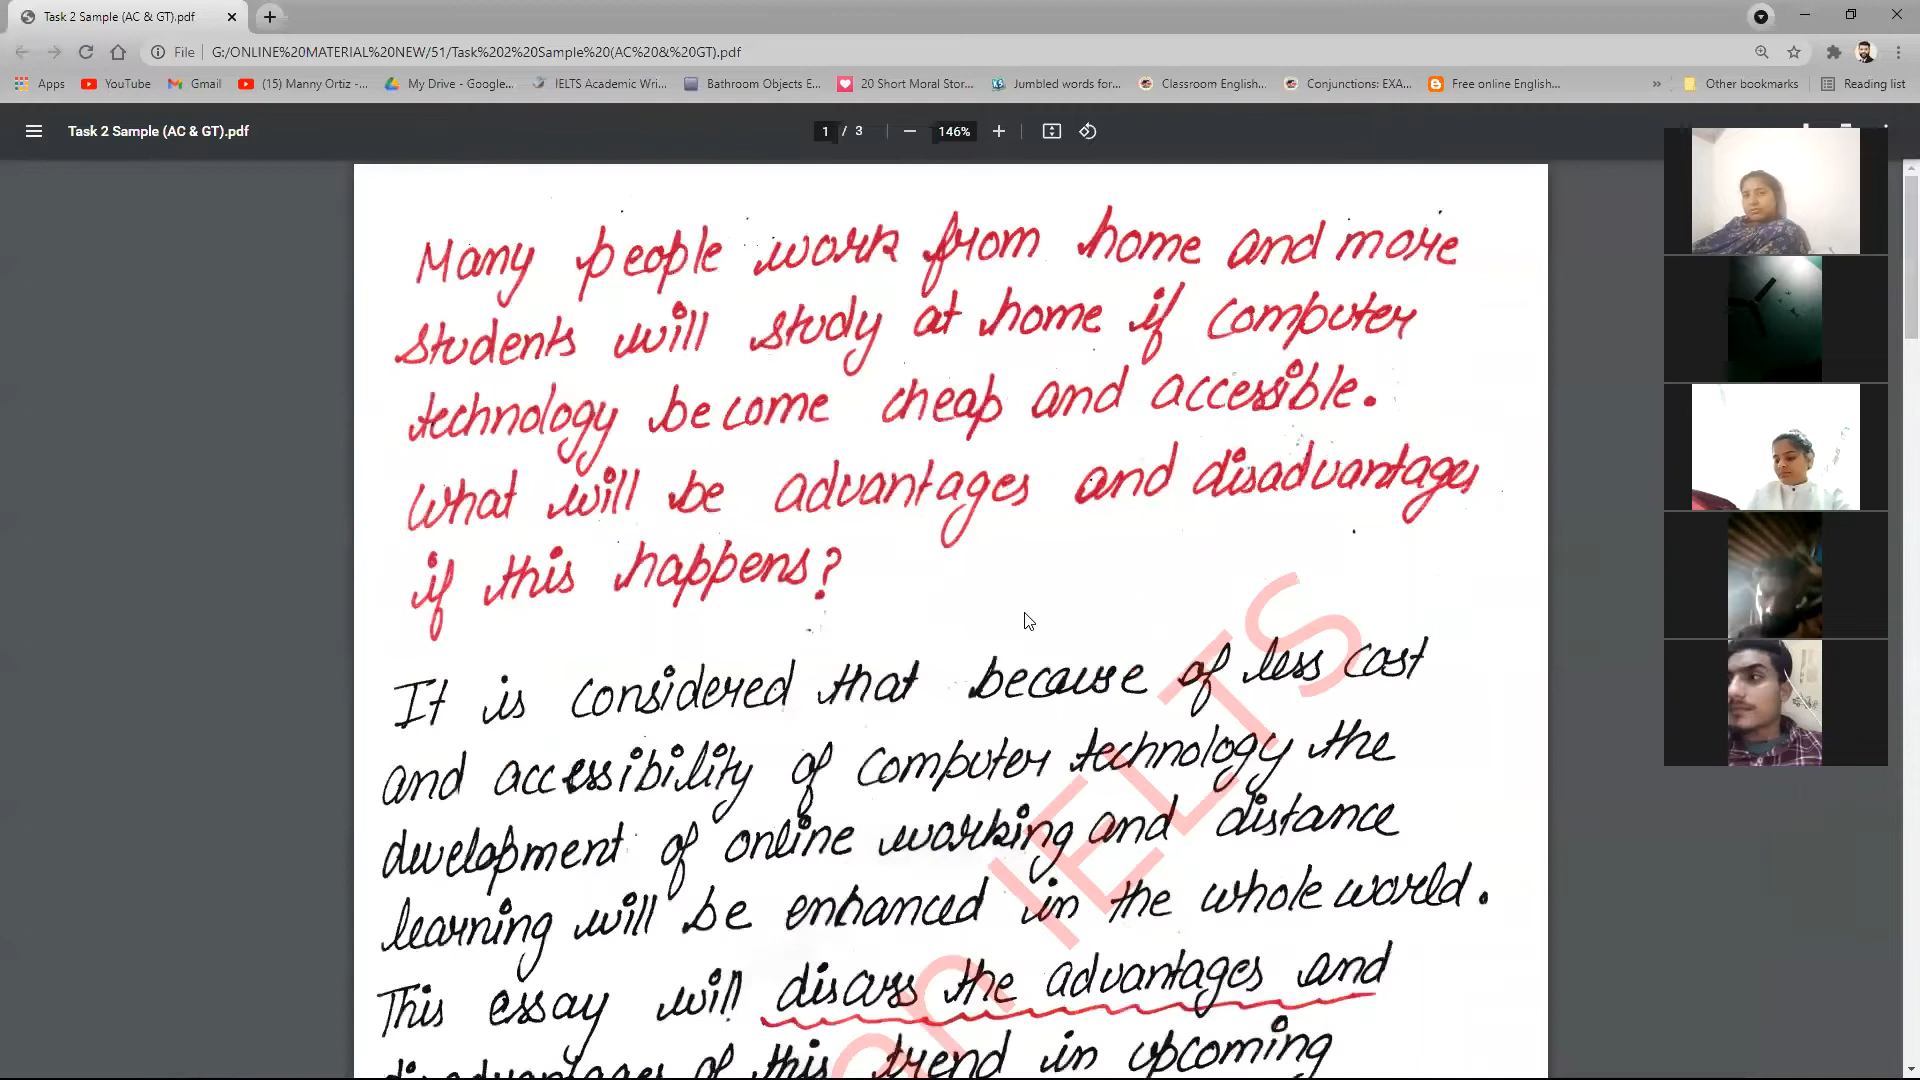 Task 2 Sample (AC & GT).pdf
File G:/ONLINE%20MATERIAL%20NEW/51/Task%202%20Sample%20(AC%20&%20GT).pdf
Apps YouTube Gmail (15) Manny Ortiz -... My Drive - Google... IELTS Academic Wri... Bathroom Objects E... 20 Short Moral Stor... Jumbled words for... Classroom English... Conjunctions: EXA... Free online English... » Other bookmarks Reading list
Task 2 Sample (AC & GT).pdf 1 / 3 146%
Many people work from home and more
students will study at home if computer
technology become cheap and accessible.
What will be advantages and disadvantages
if this happens?
It is considered that because of less cost
and accessibility of computer technology the
development of online working and distance
learning will be enhanced in the whole world.
This essay will discuss the advantages and
disadvantages of this trend in upcoming
IELTS